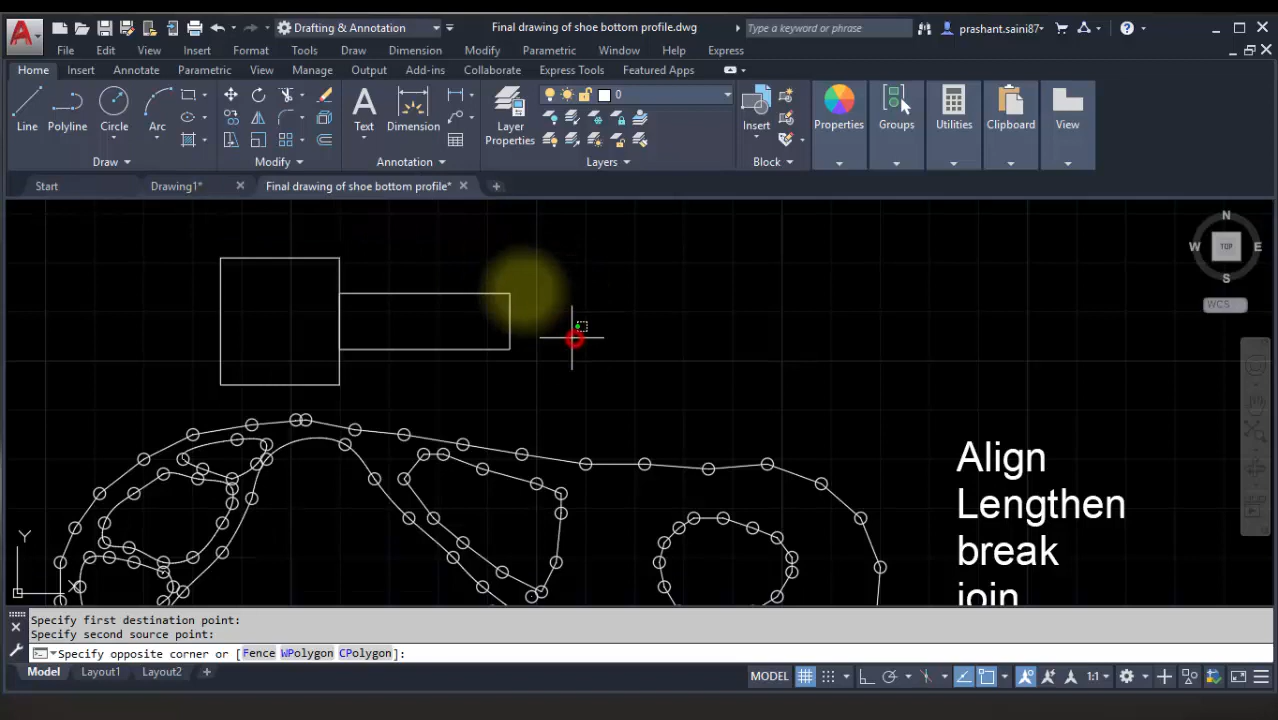 Drafting & Annotation
Final drawing of shoe bottom profile.dwg
Type a keyword or phrase
prashant.saini87
File Edit View Insert Format Tools Draw Dimension Modify Parametric Window Help Express
Home Insert Annotate Parametric View Manage Output Add-ins Collaborate Express Tools Featured Apps
Line Polyline Circle Arc
Text Dimension
Layer
Properties
0
Insert
Properties Groups Utilities Clipboard View
Draw Modify Annotation Layers Block
Start Drawing1* Final drawing of shoe bottom profile*
N
W TOP E
S
WCS
Align
Lengthen
break
join
Y
X
Specify first destination point:
Specify second source point:
Specify opposite corner or [Fence WPolygon CPolygon]:
Model Layout1 Layout2 +
MODEL 1:1